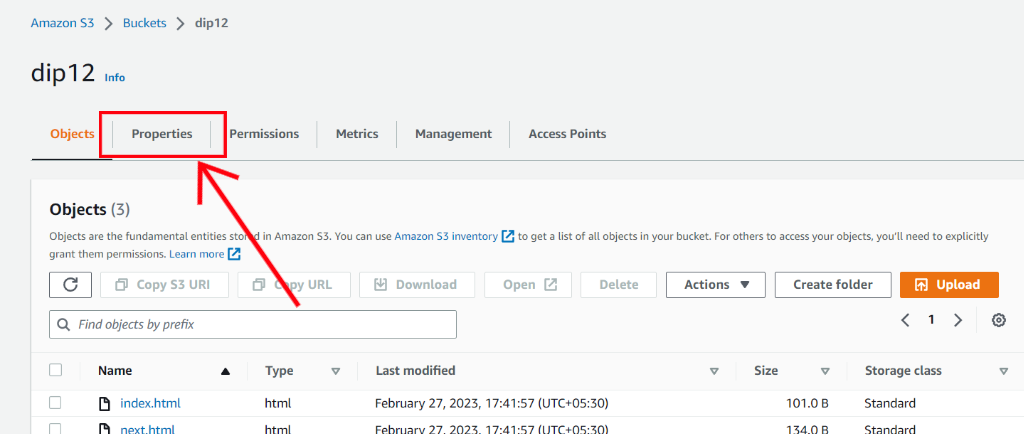 Amazon S3 > Buckets > dip12
dip12 Info
Objects Properties Permissions Metrics Management Access Points
Objects (3)
Objects are the fundamental entities stored in Amazon S3. You can use Amazon S3 inventory to get a list of all objects in your bucket. For others to access your objects, you'll need to explicitly
grant them permissions. Learn more
Copy S3 URI Copy URL Download Open Delete Actions Create folder Upload
Find objects by prefix
1
Name Type Last modified Size Storage class
index.html html February 27, 2023, 17:41:57 (UTC+05:30) 101.0 B Standard
next.html html February 27, 2023, 17:41:57 (UTC+05:30) 134.0 B Standard